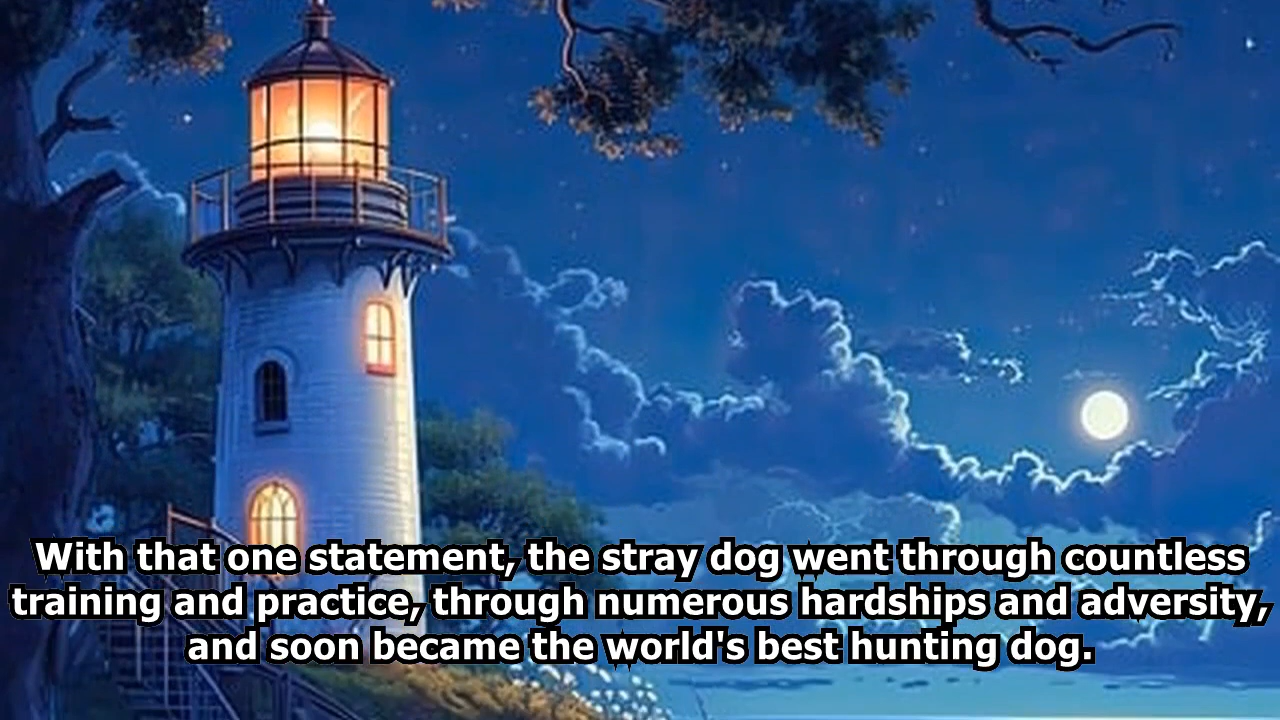 With that one statement, the stray dog went through countless
training and practice, through numerous hardships and adversity,
and soon became the world's best hunting dog.